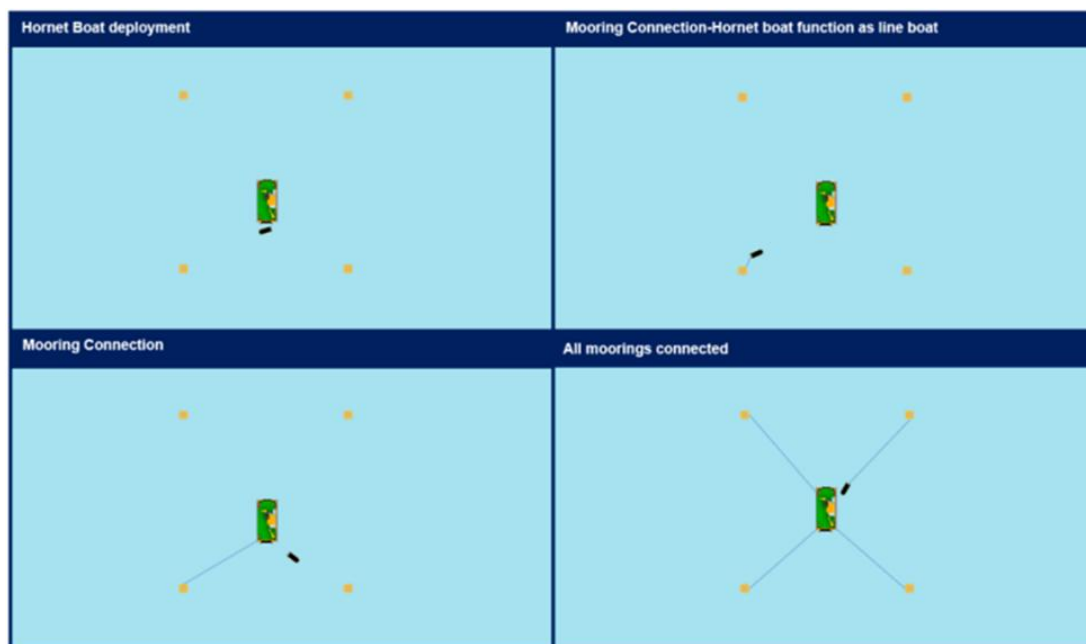 Hornet Boat deployment
Mooring Connection-Hornet boat function as line boat
Mooring Connection
All moorings connected